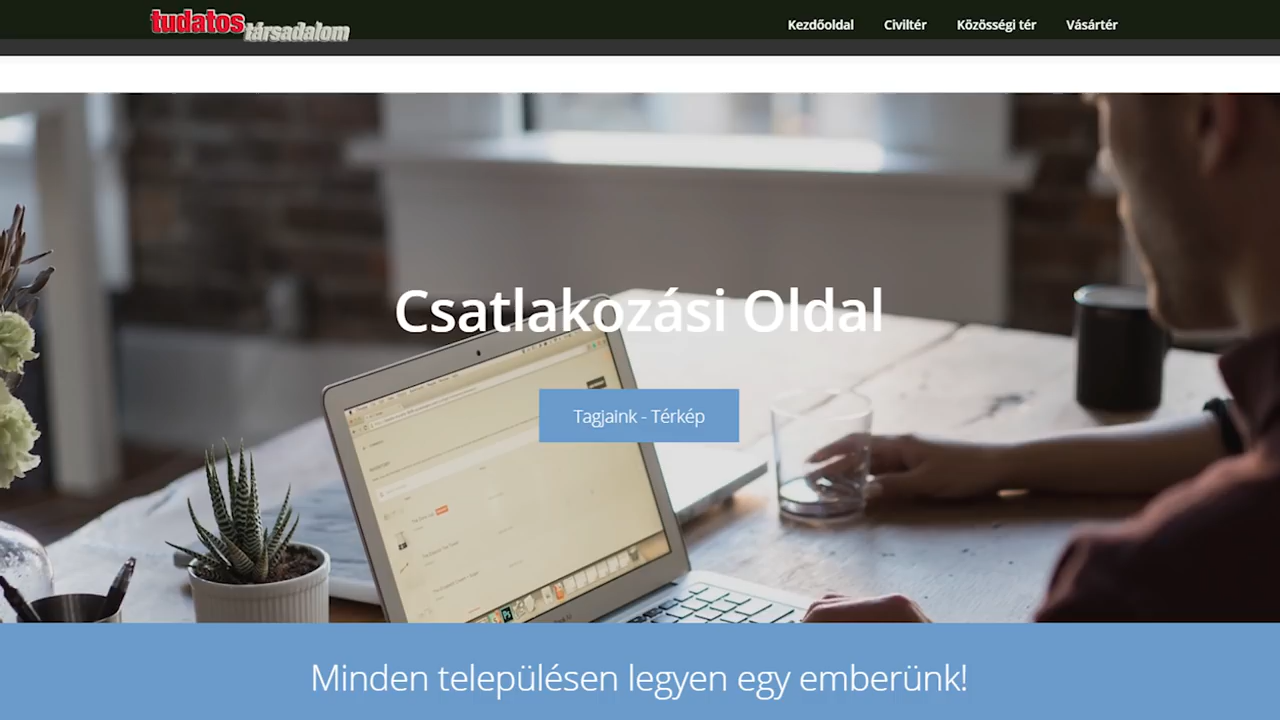 tudatos
társadalom
Kezdőoldal Civiltér Közösségi tér Vásártér
Csatlakozási Oldal
Tagjaink - Térkép
Minden településen legyen egy emberünk!